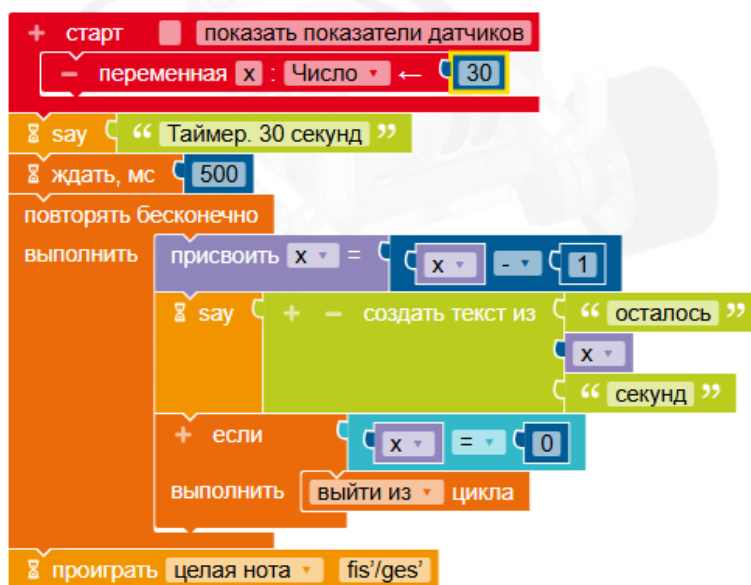 + старт показать показатели датчиков
− переменная x : Число ▾ ← 30
say “ Таймер. 30 секунд ”
ждать, мс 500
повторять бесконечно
выполнить присвоить x ▾ = x ▾ - ▾ 1
say + − создать текст из “ осталось ”
x ▾
“ секунд ”
+ если x ▾ = ▾ 0
выполнить выйти из ▾ цикла
проиграть целая нота ▾ fis’/ges’